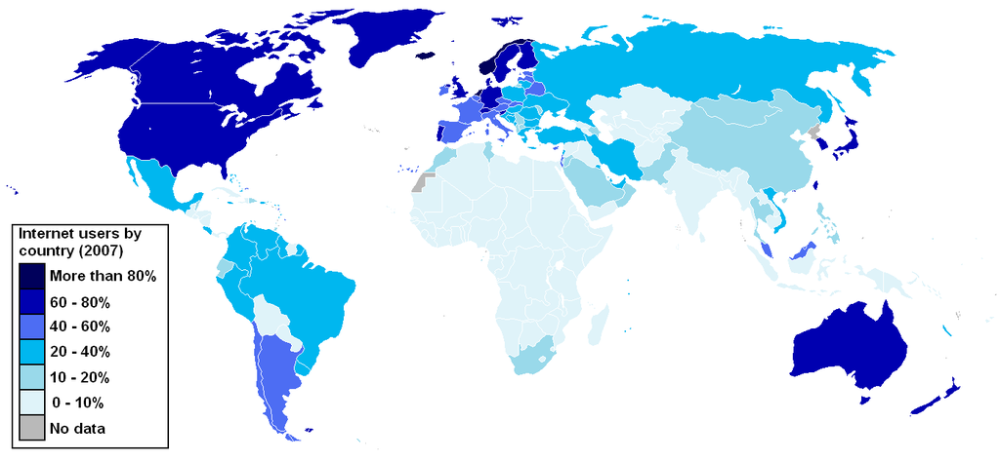 Internet users by
country (2007)
More than 80%
60 - 80%
40 - 60%
20 - 40%
10 - 20%
0 - 10%
No data